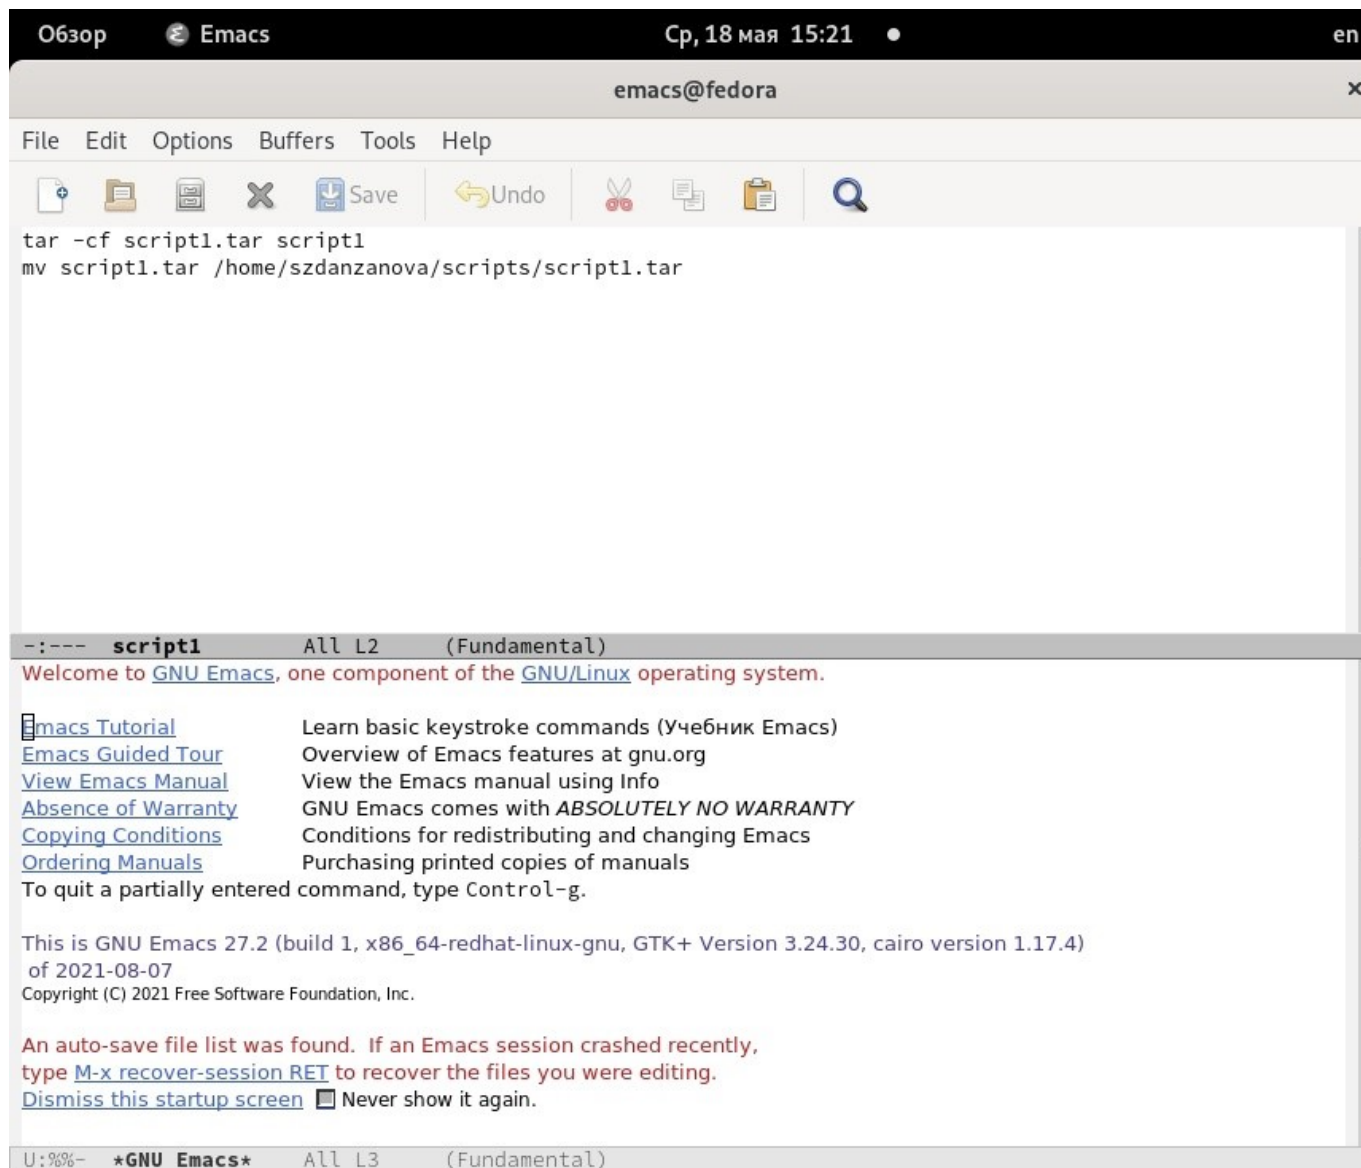 Обзор Emacs Ср, 18 мая 15:21 en
emacs@fedora ×
File Edit Options Buffers Tools Help
Save Undo
tar -cf script1.tar script1
mv script1.tar /home/szdanzanova/scripts/script1.tar
-:--- script1 All L2 (Fundamental)
Welcome to GNU Emacs, one component of the GNU/Linux operating system.
Emacs Tutorial Learn basic keystroke commands (Учебник Emacs)
Emacs Guided Tour Overview of Emacs features at gnu.org
View Emacs Manual View the Emacs manual using Info
Absence of Warranty GNU Emacs comes with ABSOLUTELY NO WARRANTY
Copying Conditions Conditions for redistributing and changing Emacs
Ordering Manuals Purchasing printed copies of manuals
To quit a partially entered command, type Control-g.
This is GNU Emacs 27.2 (build 1, x86_64-redhat-linux-gnu, GTK+ Version 3.24.30, cairo version 1.17.4)
of 2021-08-07
Copyright (C) 2021 Free Software Foundation, Inc.
An auto-save file list was found. If an Emacs session crashed recently,
type M-x recover-session RET to recover the files you were editing.
Dismiss this startup screen Never show it again.
U:%%- *GNU Emacs* All L3 (Fundamental)